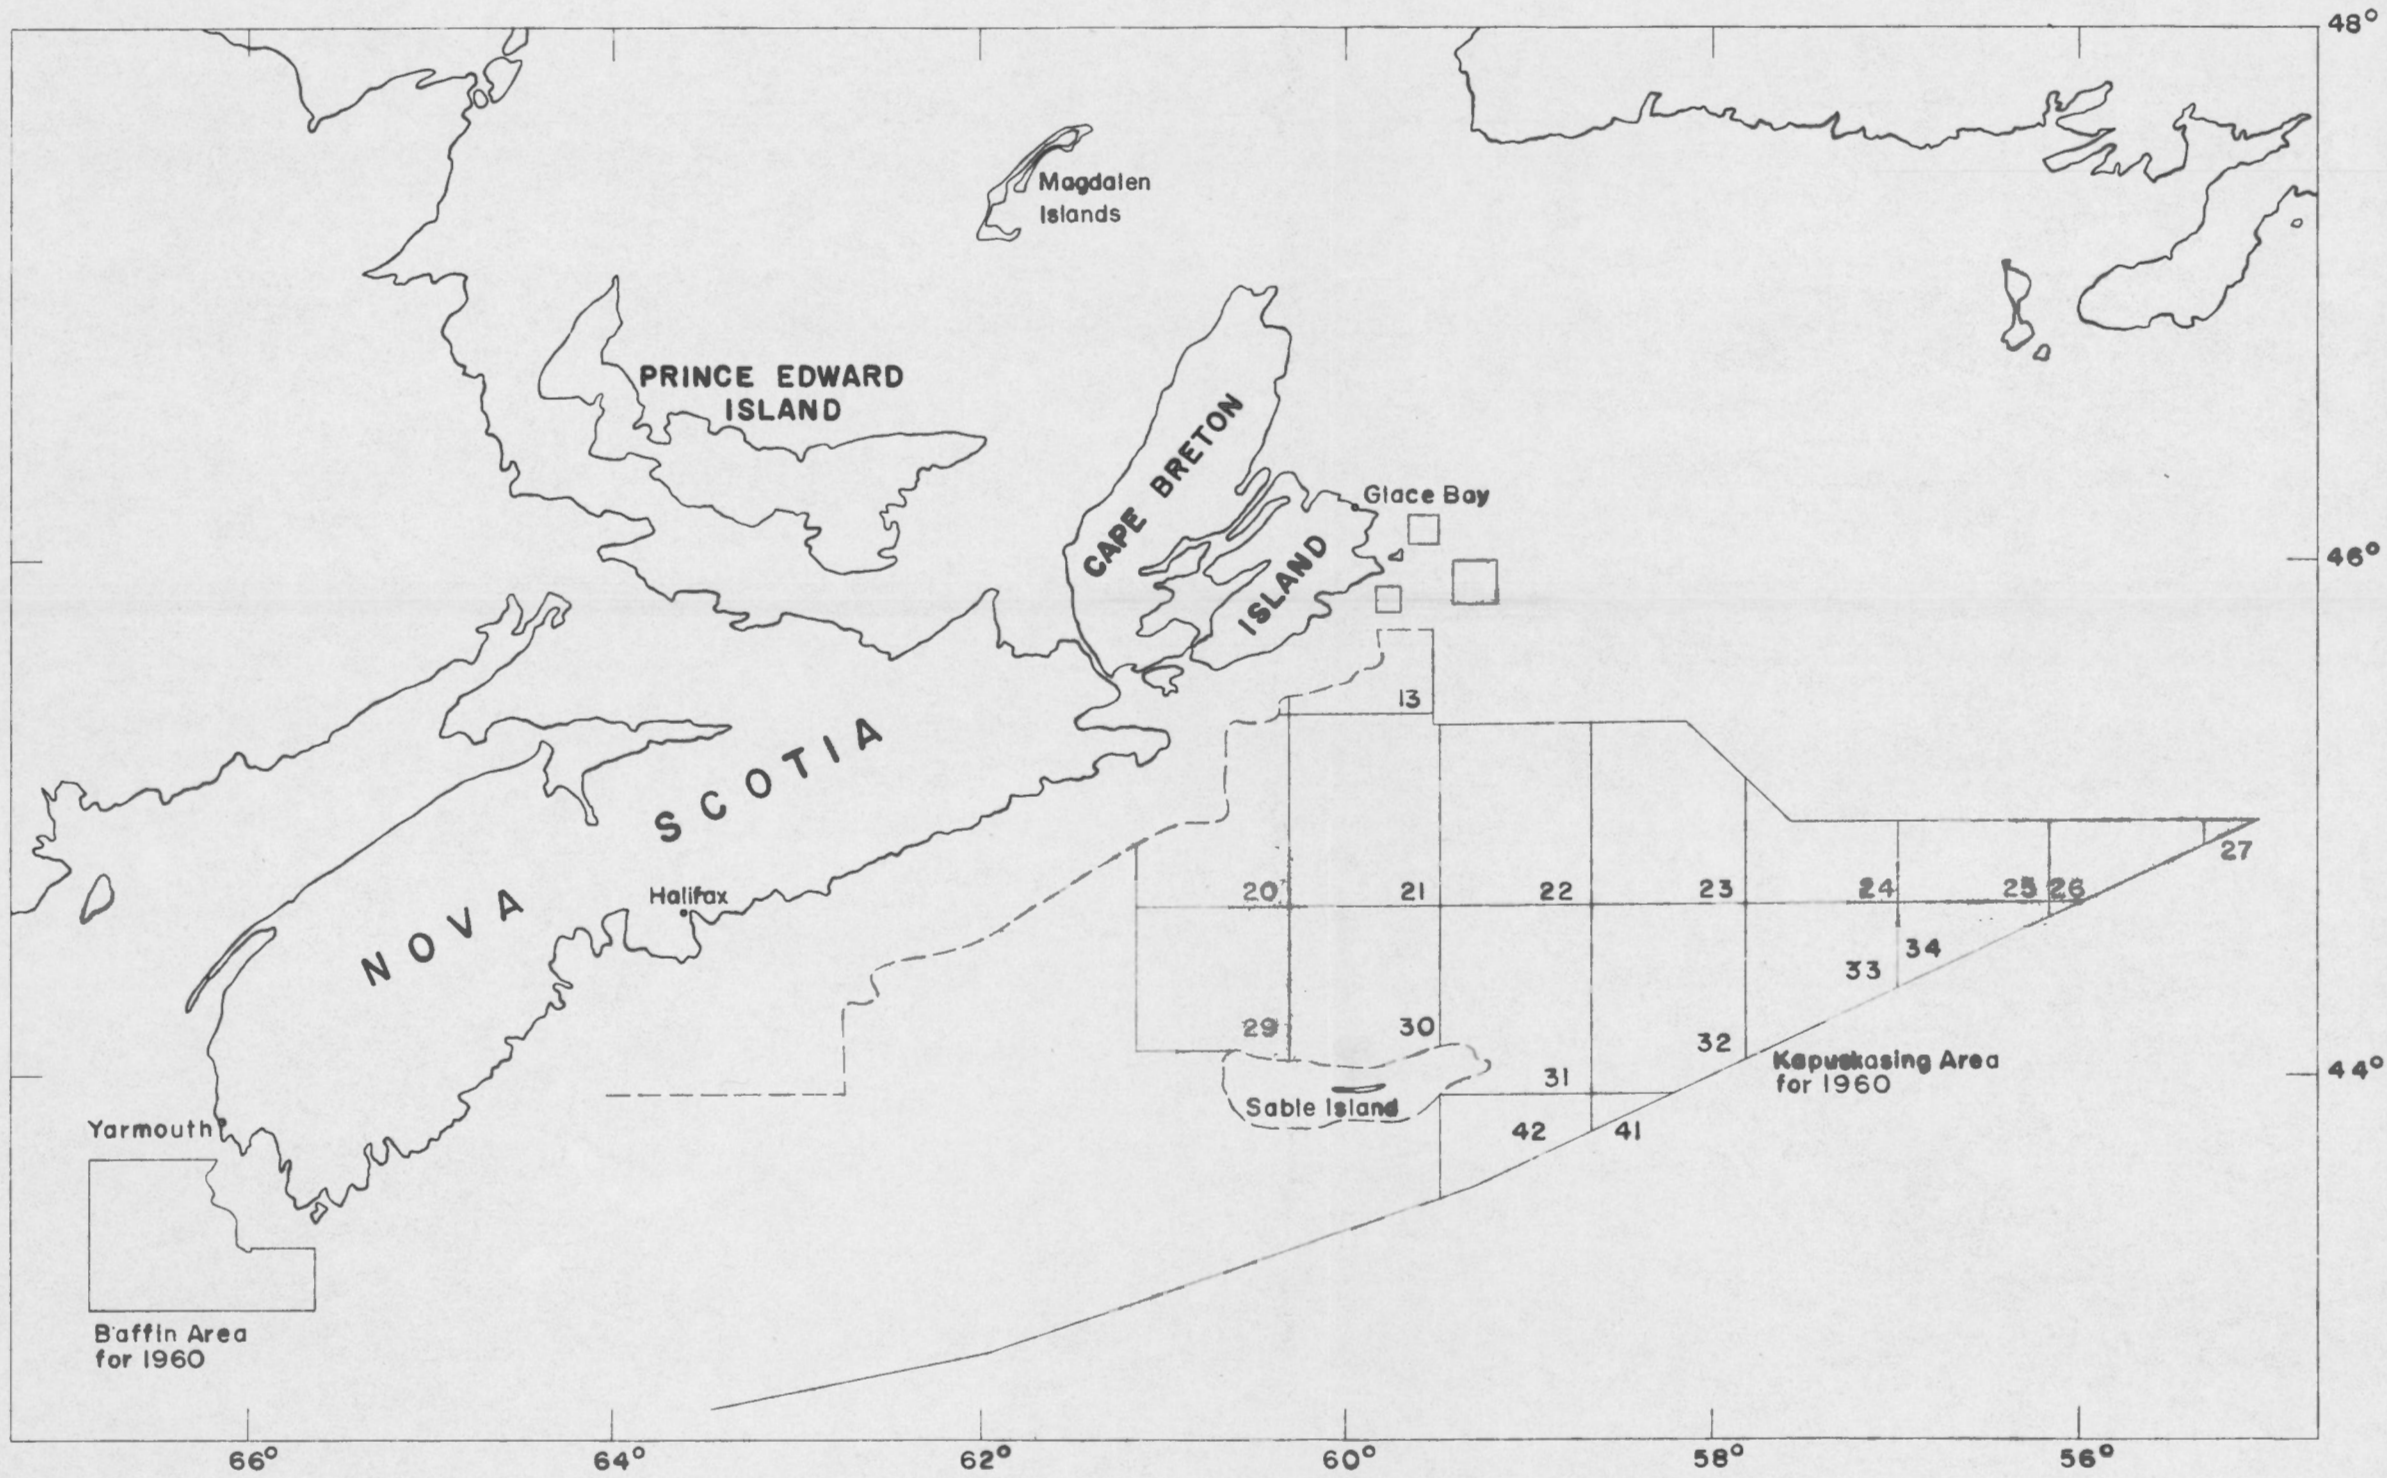 48°
Magdalen
Islands
PRINCE EDWARD
ISLAND
CAPE BRETON
ISLAND
Glace Bay
46°
13
NOVA SCOTIA
Halifax
20
21
22
23
24
25
26
27
29
30
31
32
33
34
Kapuskasing Area
for 1960
44°
Sable Island
42
41
Yarmouth
Baffin Area
for 1960
66°
64°
62°
60°
58°
56°